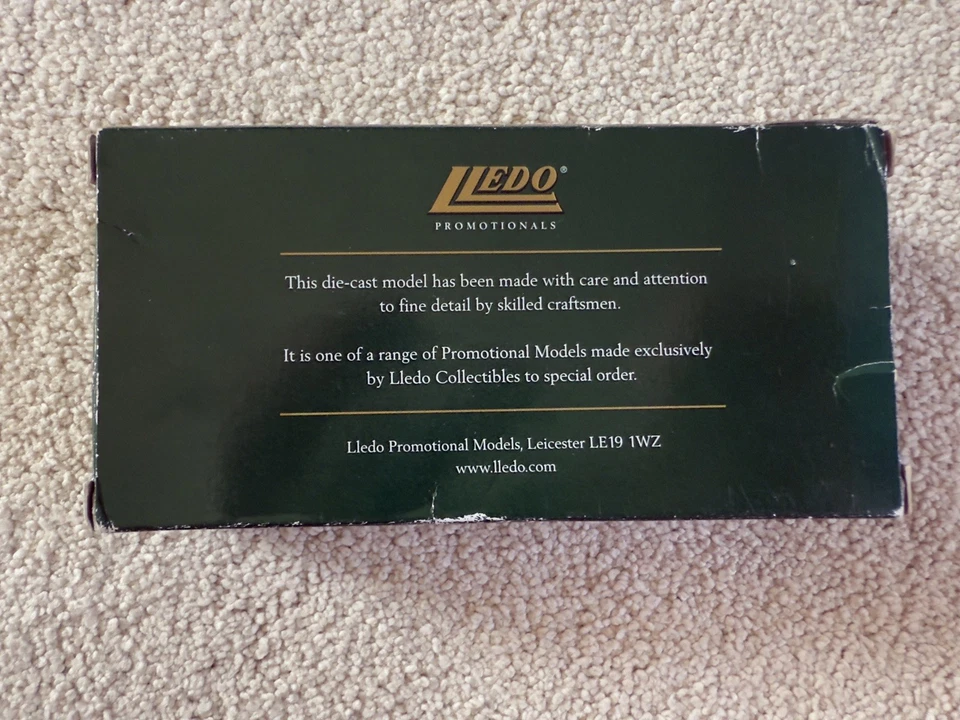 LLEDO®
PROMOTIONALS
This die-cast model has been made with care and attention
to fine detail by skilled craftsmen.
It is one of a range of Promotional Models made exclusively
by Lledo Collectibles to special order.
Lledo Promotional Models, Leicester LE19 1WZ
www.lledo.com